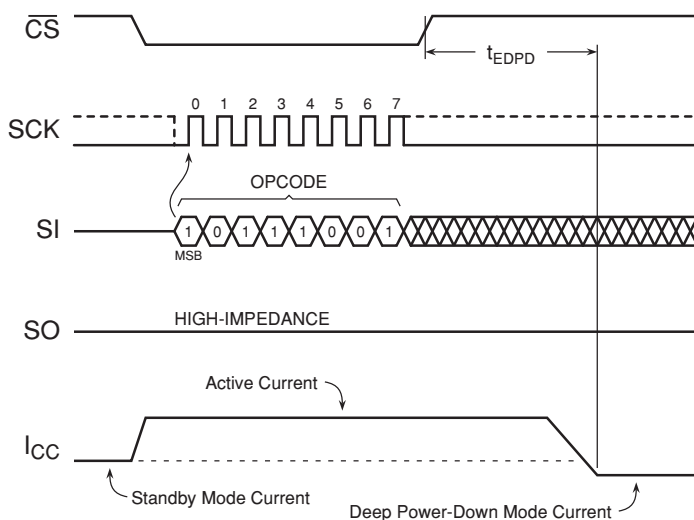 CS
tEDPD
0 1 2 3 4 5 6 7
SCK
OPCODE
SI 1 0 1 1 1 0 0 1
MSB
HIGH-IMPEDANCE
SO
Active Current
ICC
Standby Mode Current
Deep Power-Down Mode Current